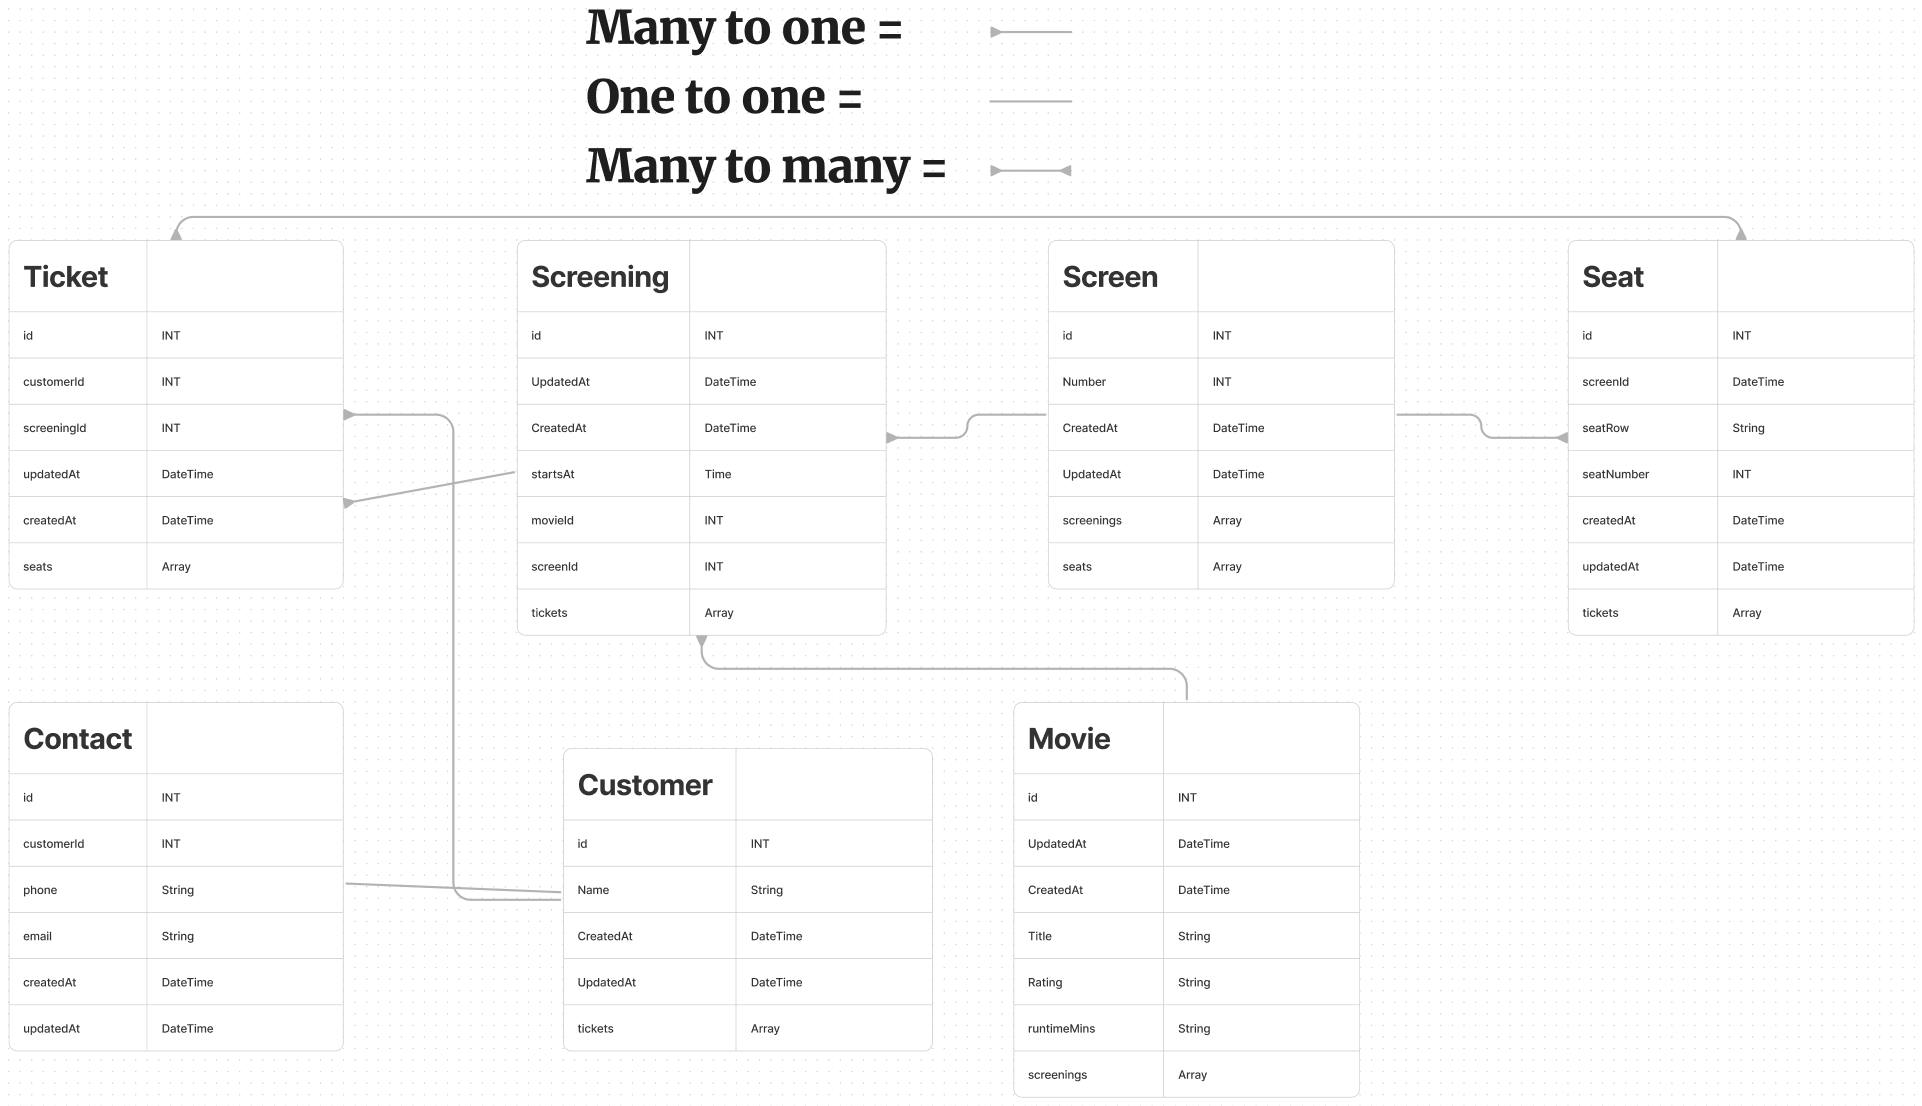 Many to one =
One to one =
Many to many =
Ticket
id INT
customerId INT
screeningId INT
updatedAt DateTime
createdAt DateTime
seats Array
Screening
id INT
UpdatedAt DateTime
CreatedAt DateTime
startsAt Time
movieId INT
screenId INT
tickets Array
Screen
id INT
Number INT
CreatedAt DateTime
UpdatedAt DateTime
screenings Array
seats Array
Seat
id INT
screenId DateTime
seatRow String
seatNumber INT
createdAt DateTime
updatedAt DateTime
tickets Array
Contact
id INT
customerId INT
phone String
email String
createdAt DateTime
updatedAt DateTime
Customer
id INT
Name String
CreatedAt DateTime
UpdatedAt DateTime
tickets Array
Movie
id INT
UpdatedAt DateTime
CreatedAt DateTime
Title String
Rating String
runtimeMins String
screenings Array